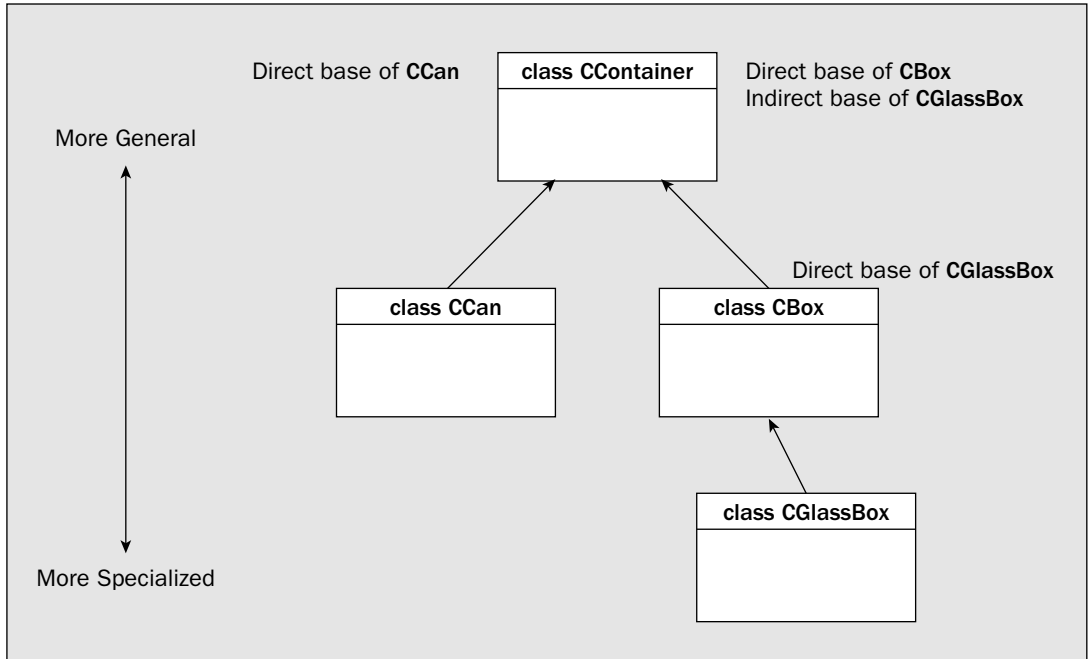 Direct base of CCan
class CContainer
Direct base of CBox
Indirect base of CGlassBox
More General
Direct base of CGlassBox
class CCan
class CBox
class CGlassBox
More Specialized